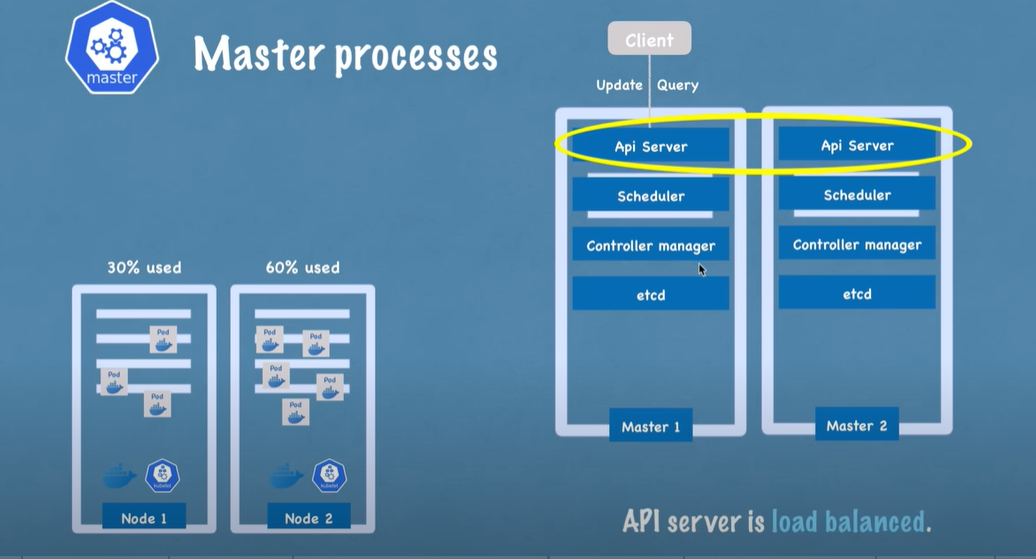 master
Master processes
Client
Update Query
Api Server
Scheduler
Controller manager
etcd
Master 1
Api Server
Scheduler
Controller manager
etcd
Master 2
30% used
Pod
Pod
Pod
kubelet
Node 1
60% used
Pod
Pod
Pod
Pod
Pod
kubelet
Node 2
API server is load balanced.